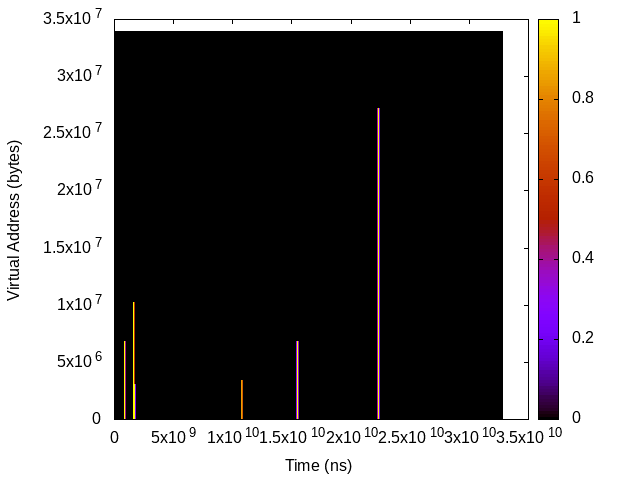 3.5x10 7
3x10 7
2.5x10 7
2x10 7
1.5x10 7
1x10 7
5x10 6
0
Virtual Address (bytes)
0 5x10 9 1x10 10 1.5x10 10 2x10 10 2.5x10 10 3x10 10 3.5x10 10
Time (ns)
1
0.8
0.6
0.4
0.2
0